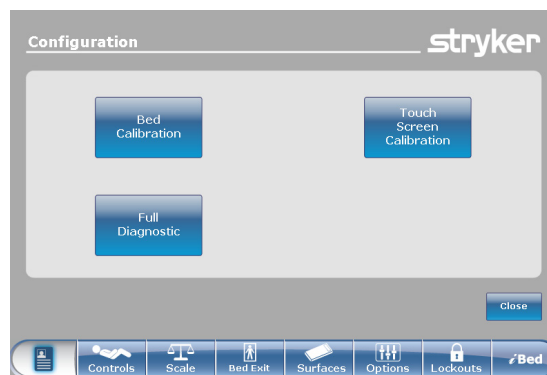 Configuration
stryker
Bed
Calibration
Touch
Screen
Calibration
Full
Diagnostic
Close
Controls
Scale
Bed Exit
Surfaces
Options
Lockouts
iBed